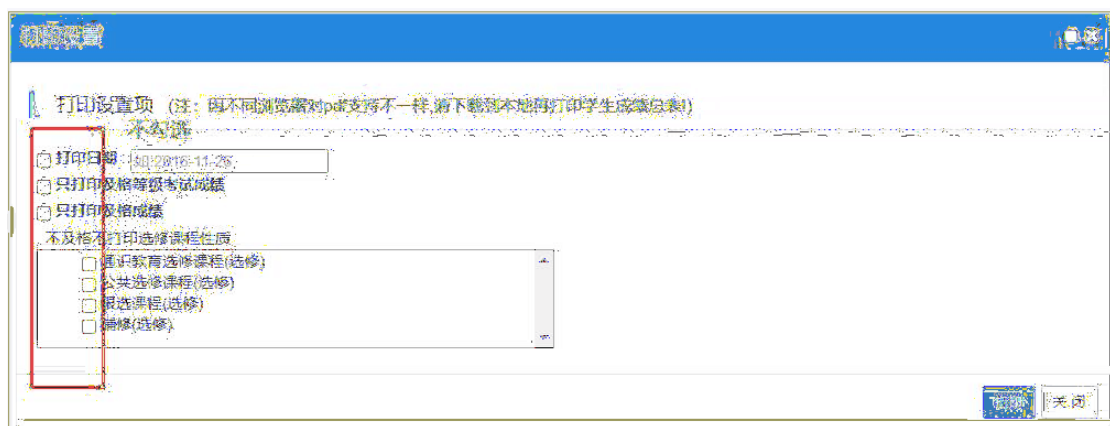 打印设置项 (注：因不同浏览器对pdf支持不一样,请下载到本地再打印学生成绩总表!)
不勾选
打印日期
只打印及格等级考试成绩
只打印及格成绩
不及格不打印选修课程性质
通识教育选修课程(选修)
公共选修课程(选修)
限选课程(选修)
辅修(选修)
关 闭